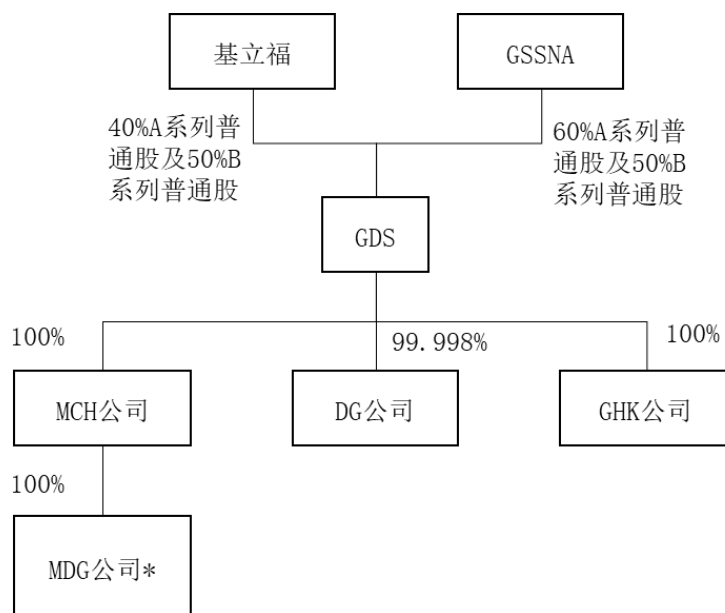 基立福
GSSNA
40%A系列普
通股及50%B
系列普通股
60%A系列普
通股及50%B
系列普通股
GDS
100%
99.998%
100%
MCH公司
DG公司
GHK公司
100%
MDG公司*